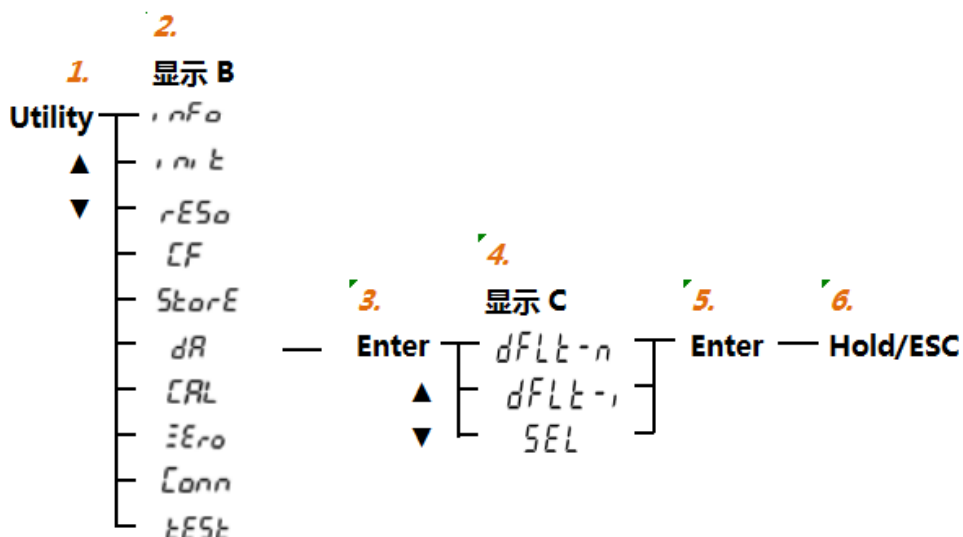 2.
1.
显示 B
Utility
inFo
init
rESo
CF
StorE
dA
CAL
ZEro
Conn
tESt
3.
Enter
4.
显示 C
dFLt-n
dFLt-i
SEL
5.
Enter
6.
Hold/ESC